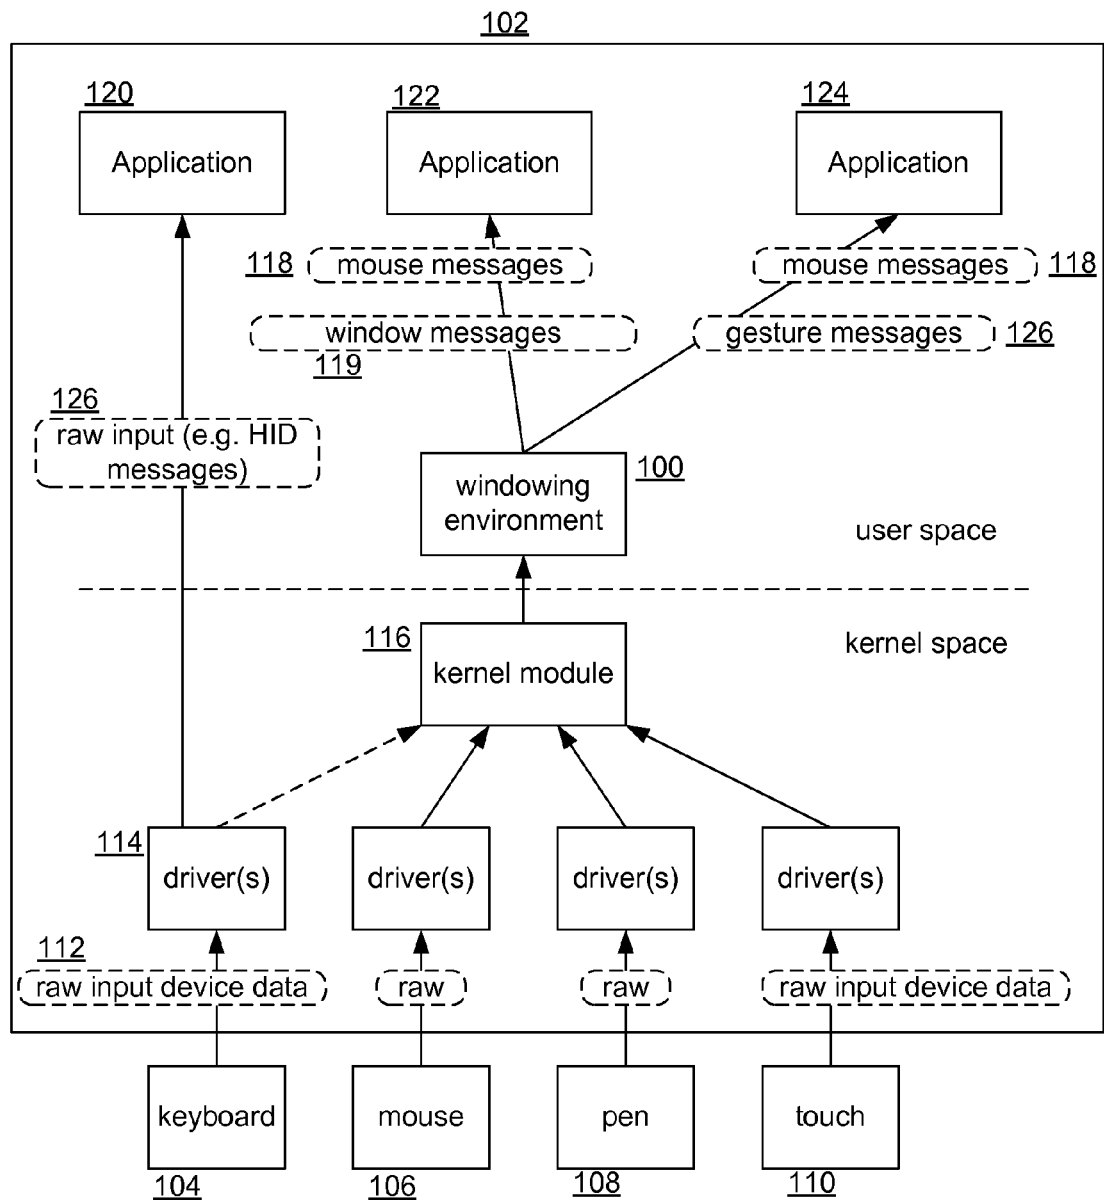 102
120
122
124
Application
Application
Application
118
mouse messages
mouse messages
118
window messages
gesture messages
126
119
126
raw input (e.g. HID
messages)
100
windowing
environment
user space
116
kernel space
kernel module
114
driver(s)
driver(s)
driver(s)
driver(s)
112
raw input device data
raw
raw
raw input device data
keyboard
mouse
pen
touch
104
106
108
110